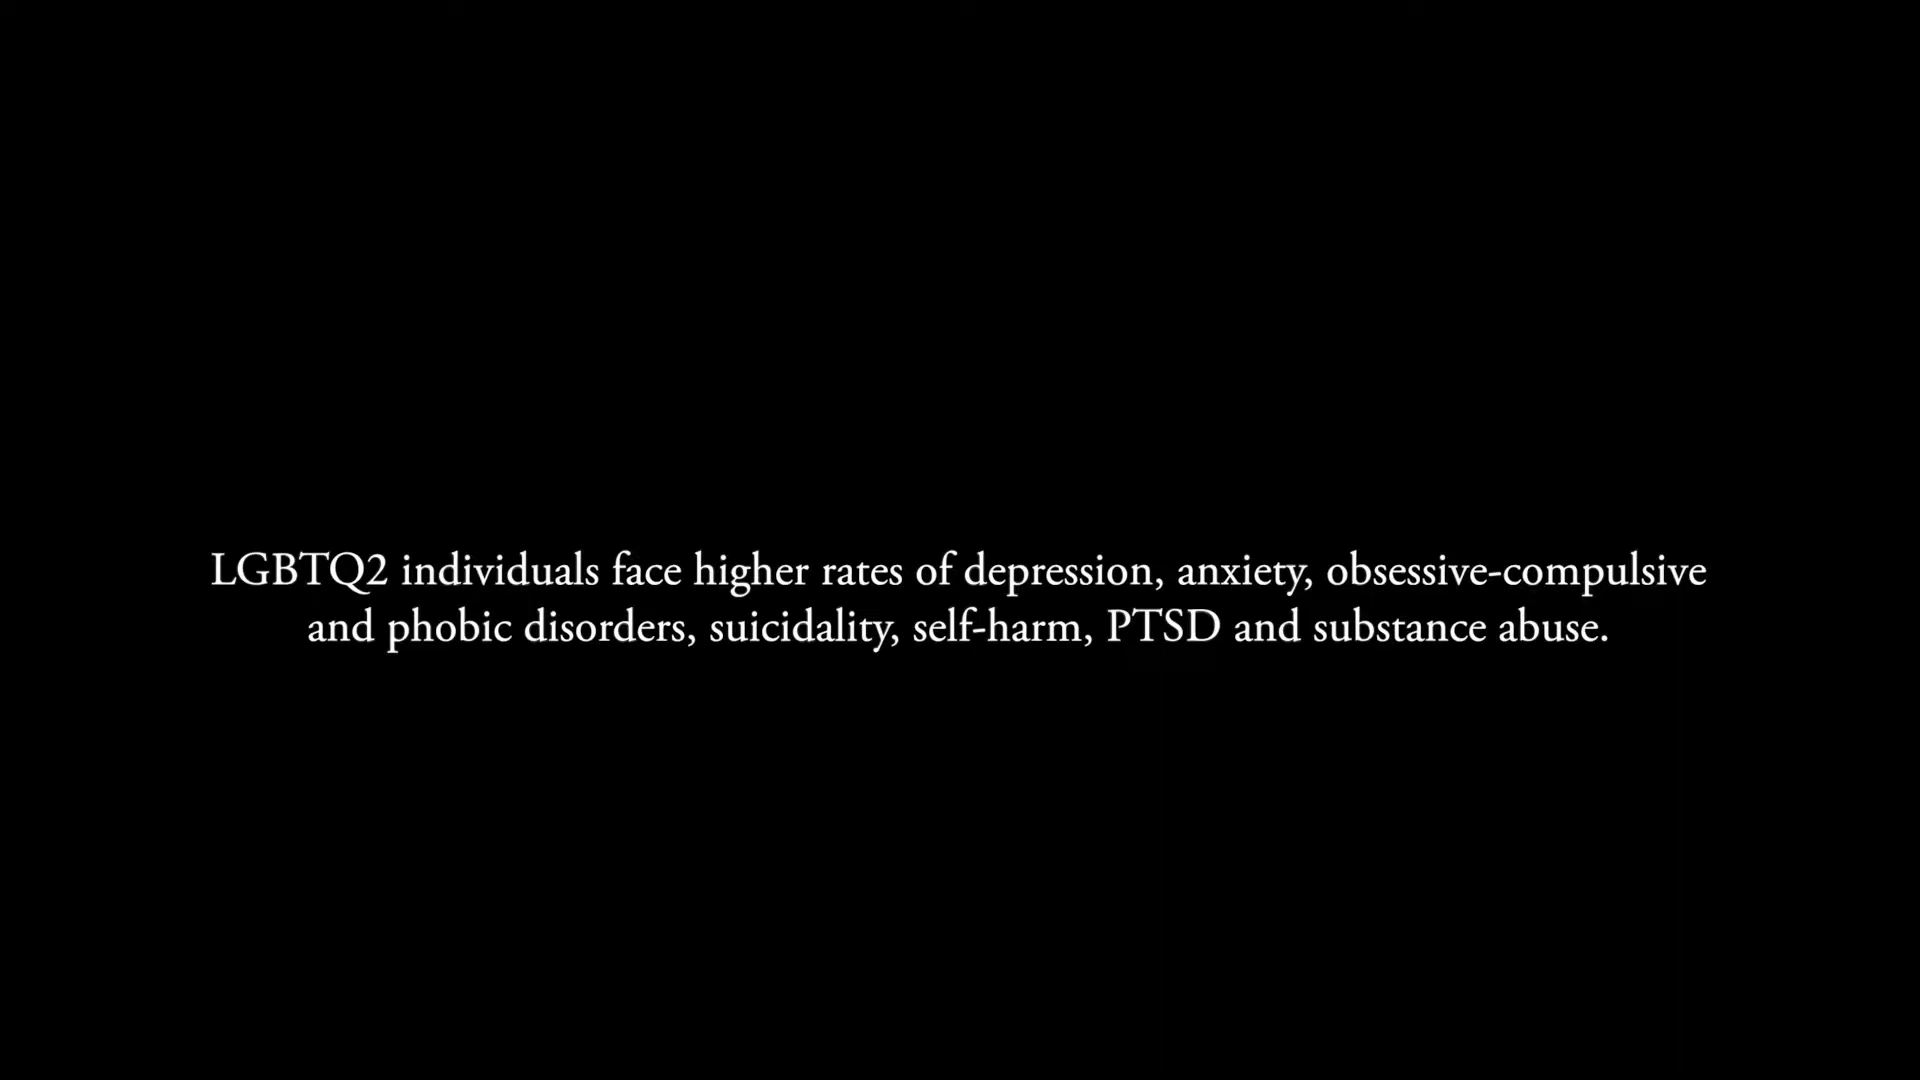 LGBTQ2 individuals face higher rates of depression, anxiety, obsessive-compulsive
and phobic disorders, suicidality, self-harm, PTSD and substance abuse.